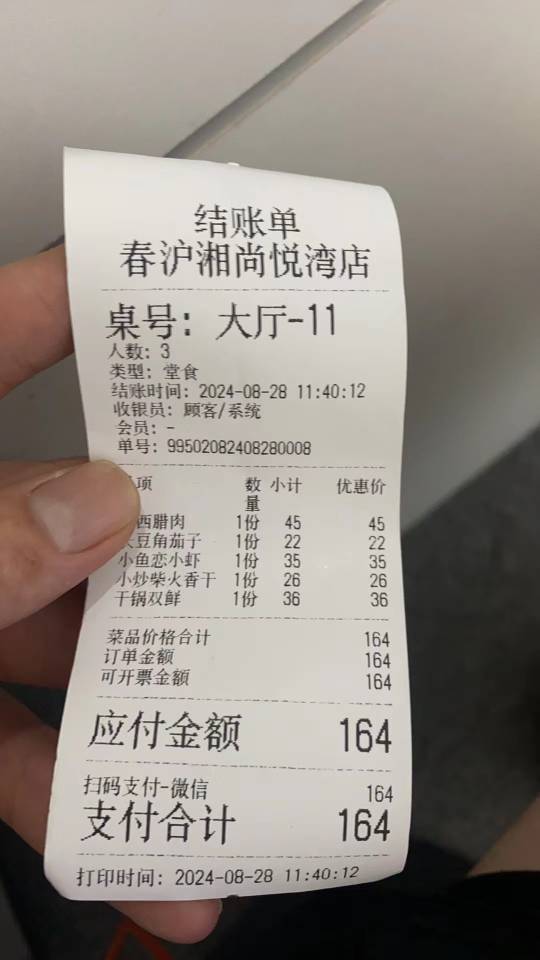 结账单
春沪湘尚悦湾店
桌号: 大厅-11
人数: 3
类型: 堂食
结账时间: 2024-08-28 11:40:12
收银员: 顾客/系统
会员: -
单号: 99502082408280008
项 数量 小计 优惠价
西腊肉 1份 45 45
豆角茄子 1份 22 22
小鱼恋小虾 1份 35 35
小炒柴火香干 1份 26 26
干锅双鲜 1份 36 36
菜品价格合计 164
订单金额 164
可开票金额 164
应付金额 164
扫码支付-微信 164
支付合计 164
打印时间: 2024-08-28 11:40:12